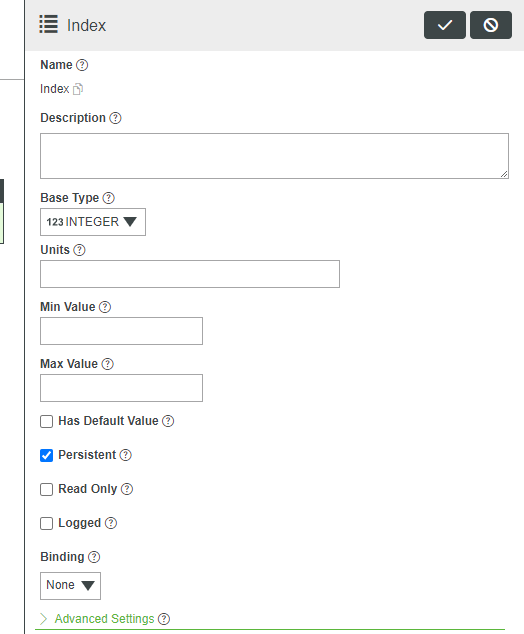 Index
Name ?
Index
Description ?
Base Type ?
123 INTEGER
Units ?
Min Value ?
Max Value ?
Has Default Value ?
Persistent ?
Read Only ?
Logged ?
Binding ?
None
Advanced Settings ?